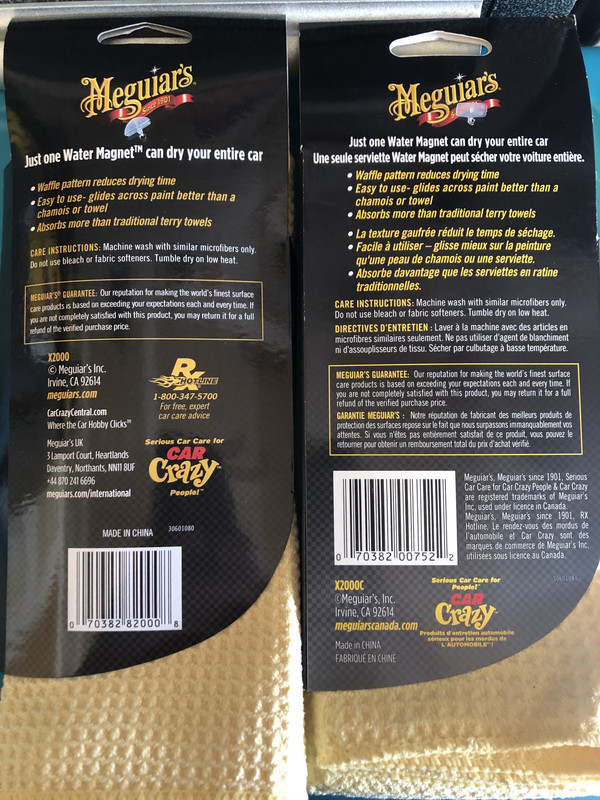 Meguiar's
Since 1901
Just one Water Magnet™ can dry your entire car
• Waffle pattern reduces drying time
• Easy to use- glides across paint better than a
chamois or towel
• Absorbs more than traditional terry towels
CARE INSTRUCTIONS: Machine wash with similar microfibers only.
Do not use bleach or fabric softeners. Tumble dry on low heat.
MEGUIAR'S® GUARANTEE: Our reputation for making the world's finest surface
care products is based on exceeding your expectations each and every time. If
you are not completely satisfied with this product, you may return it for a full
refund of the verified purchase price.
X2000
© Meguiar's Inc.
Irvine, CA 92614
meguiars.com
CarCrazyCentral.com
Where the Car Hobby Clicks™
Meguiar's UK
3 Lamport Court, Heartlands
Daventry, Northants, NN11 8UF
+44 870 241 6696
meguiars.com/international
RX HOTLINE
1-800-347-5700
For free, expert
car care advice
Serious Car Care for
CAR
Crazy
People!™
MADE IN CHINA
30601080
0 70382 82000 8
Meguiar's
Just one Water Magnet can dry your entire car
Une seule serviette Water Magnet peut sécher votre voiture entière.
• Waffle pattern reduces drying time
• Easy to use- glides across paint better than a
chamois or towel
• Absorbs more than traditional terry towels
• La texture gaufrée réduit le temps de séchage.
• Facile à utiliser – glisse mieux sur la peinture
qu'une peau de chamois ou une serviette.
• Absorbe davantage que les serviettes en ratine
traditionnelles.
CARE INSTRUCTIONS: Machine wash with similar microfibers only.
Do not use bleach or fabric softeners. Tumble dry on low heat.
DIRECTIVES D'ENTRETIEN : Laver à la machine avec des articles en
microfibres similaires seulement. Ne pas utiliser d'agent de blanchiment
ni d'assouplisseurs de tissu. Sécher par culbutage à basse température.
MEGUIAR'S GUARANTEE: Our reputation for making the world's finest surface
care products is based on exceeding your expectations each and every time. If
you are not completely satisfied with this product, you may return it for a full
refund of the verified purchase price.
GARANTIE MEGUIAR'S : Notre réputation de fabricant des meilleurs produits de
protection des surfaces repose sur le fait que nous surpassons immanquablement vos
attentes. Si vous n'êtes pas entièrement satisfait de ce produit, vous pouvez le
retourner pour obtenir un remboursement total du prix d'achat vérifié.
0 70382 00752 2
Meguiar's, Meguiar's since 1901, Serious
Car Care for Car Crazy People & Car Crazy
are registered trademarks of Meguiar's
Inc, used under licence in Canada.
Meguiar's, Meguiar's since 1901, RX
Hotline, Le rendez-vous des mordus de
l'automobile et Car Crazy sont des
marques de commerce de Meguiar's Inc,
utilisées sous licence au Canada.
X2000C
©Meguiar's, Inc.
Irvine, CA 92614
meguiarscanada.com
Made in CHINA
FABRIQUÉ EN CHINE
Serious Car Care for
People!™
CAR
Crazy
Produits d'entretien automobile
sérieux pour les mordus de
L'AUTOMOBILE™!